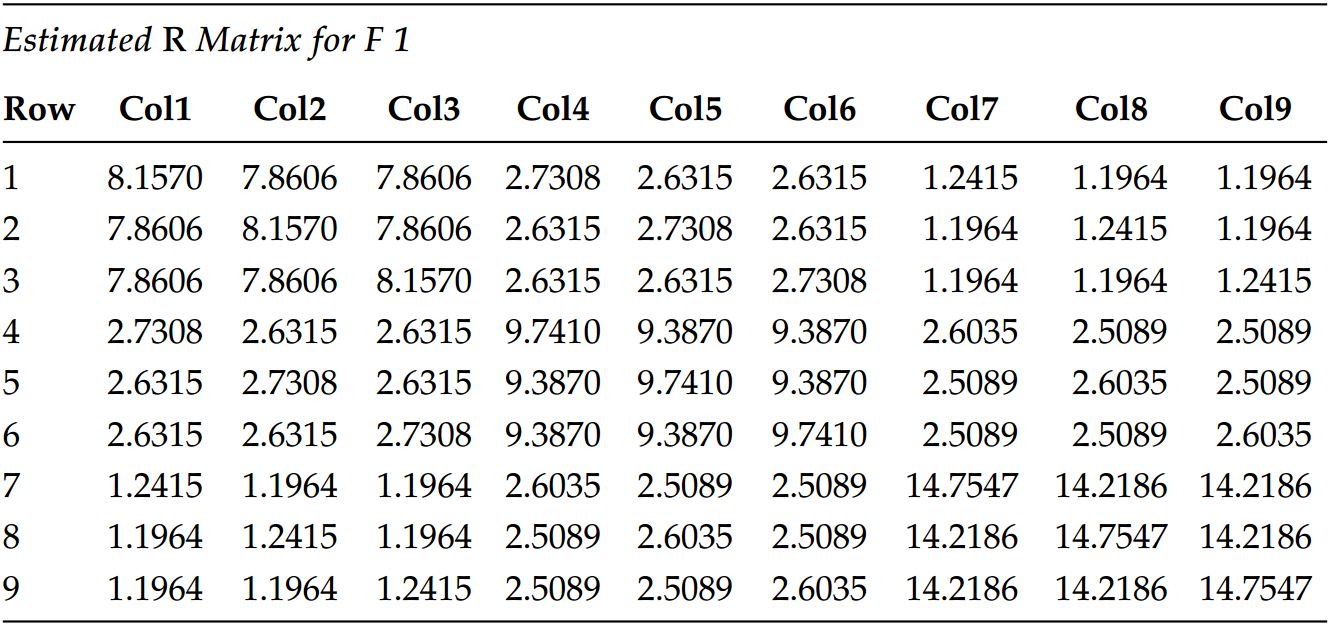 Estimated R Matrix for F 1
Row Col1 Col2 Col3 Col4 Col5 Col6 Col7 Col8 Col9
1 8.1570 7.8606 7.8606 2.7308 2.6315 2.6315 1.2415 1.1964 1.1964
2 7.8606 8.1570 7.8606 2.6315 2.7308 2.6315 1.1964 1.2415 1.1964
3 7.8606 7.8606 8.1570 2.6315 2.6315 2.7308 1.1964 1.1964 1.2415
4 2.7308 2.6315 2.6315 9.7410 9.3870 9.3870 2.6035 2.5089 2.5089
5 2.6315 2.7308 2.6315 9.3870 9.7410 9.3870 2.5089 2.6035 2.5089
6 2.6315 2.6315 2.7308 9.3870 9.3870 9.7410 2.5089 2.5089 2.6035
7 1.2415 1.1964 1.1964 2.6035 2.5089 2.5089 14.7547 14.2186 14.2186
8 1.1964 1.2415 1.1964 2.5089 2.6035 2.5089 14.2186 14.7547 14.2186
9 1.1964 1.1964 1.2415 2.5089 2.5089 2.6035 14.2186 14.2186 14.7547